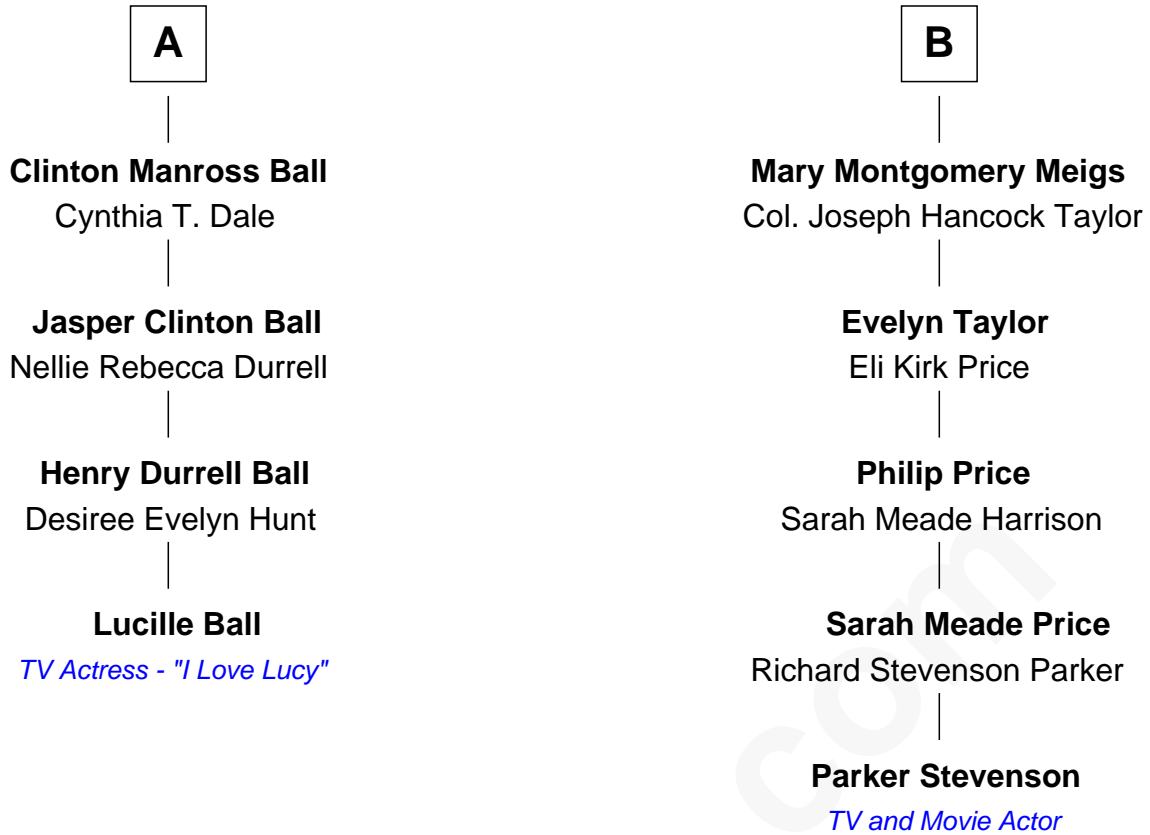 A
Clinton Manross Ball
Cynthia T. Dale
Jasper Clinton Ball
Nellie Rebecca Durrell
Henry Durrell Ball
Desiree Evelyn Hunt
Lucille Ball
TV Actress - "I Love Lucy"
B
Mary Montgomery Meigs
Col. Joseph Hancock Taylor
Evelyn Taylor
Eli Kirk Price
Philip Price
Sarah Meade Harrison
Sarah Meade Price
Richard Stevenson Parker
Parker Stevenson
TV and Movie Actor
com